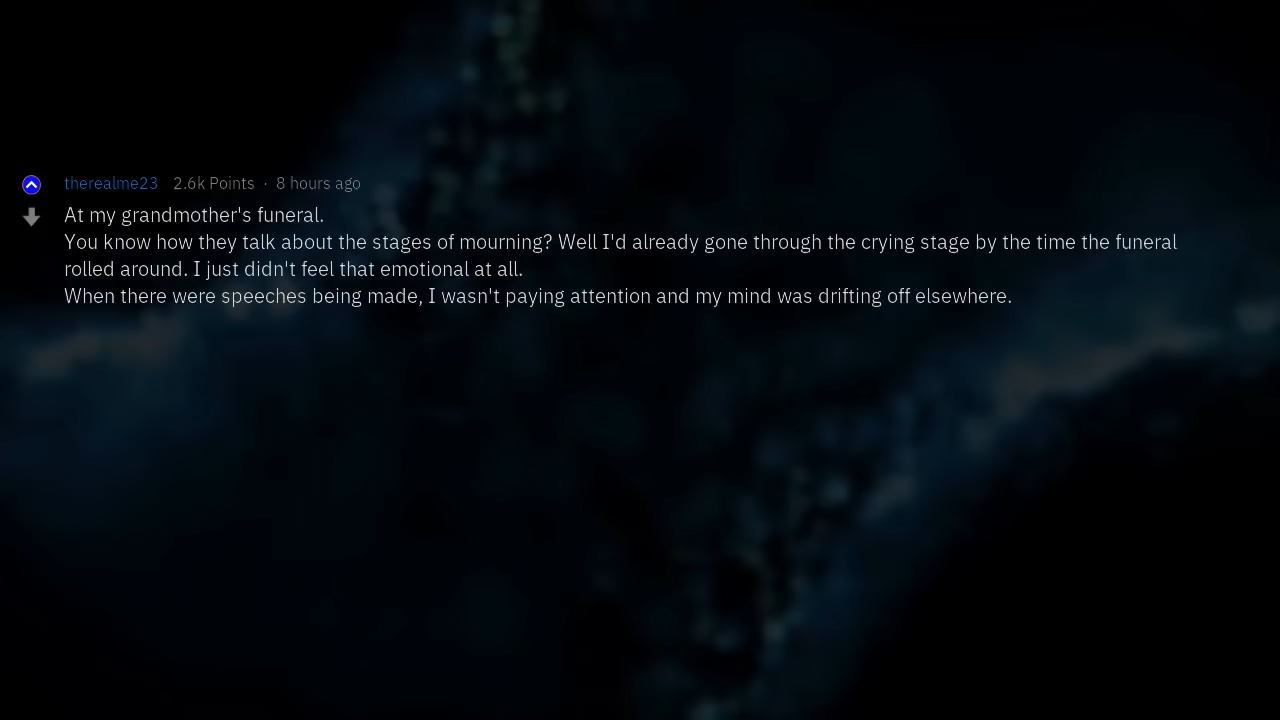 therealme23 2.6k Points · 8 hours ago
At my grandmother's funeral.
You know how they talk about the stages of mourning? Well I'd already gone through the crying stage by the time the funeral
rolled around. I just didn't feel that emotional at all.
When there were speeches being made, I wasn't paying attention and my mind was drifting off elsewhere.